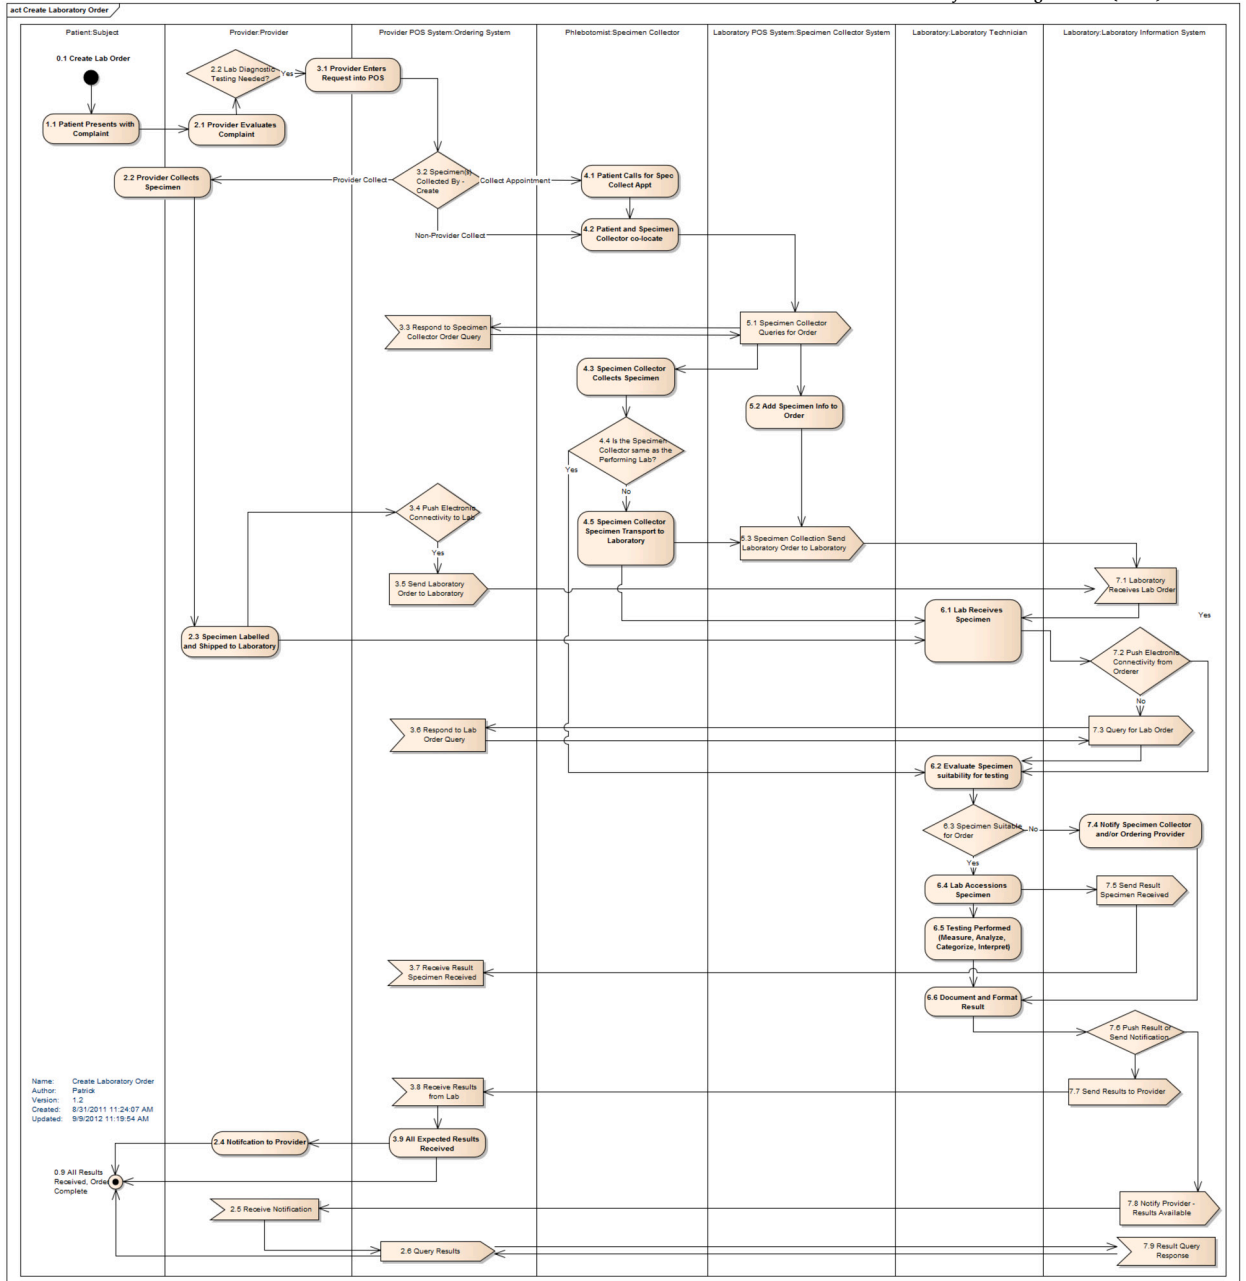 act Create Laboratory Order
Patient:Subject
Provider:Provider
Provider POS System:Ordering System
Phlebotomist:Specimen Collector
Laboratory POS System:Specimen Collector System
Laboratory:Laboratory Technician
Laboratory:Laboratory Information System
0.1 Create Lab Order
2.2 Lab Diagnostic
Testing Needed?
Yes
3.1 Provider Enters
Request into POS
1.1 Patient Presents with
Complaint
2.1 Provider Evaluates
Complaint
2.2 Provider Collects
Specimen
Provider Collect
3.2 Specimen(s)
Collected By -
Create
Collect Appointment
4.1 Patient Calls for Spec
Collect Appt
Non-Provider Collect
4.2 Patient and Specimen
Collector co-locate
3.3 Respond to Specimen
Collector Order Query
5.1 Specimen Collector
Queries for Order
4.3 Specimen Collector
Collects Specimen
5.2 Add Specimen Info to
Order
4.4 Is the Specimen
Collector same as the
Performing Lab?
Yes
No
3.4 Push Electronic
Connectivity to Lab
Yes
4.5 Specimen Collector
Specimen Transport to
Laboratory
5.3 Specimen Collection Send
Laboratory Order to Laboratory
3.5 Send Laboratory
Order to Laboratory
7.1 Laboratory
Receives Lab Order
6.1 Lab Receives
Specimen
Yes
2.3 Specimen Labelled
and Shipped to Laboratory
7.2 Push Electronic
Connectivity from
Orderer
No
3.6 Respond to Lab
Order Query
7.3 Query for Lab Order
6.2 Evaluate Specimen
suitability for testing
6.3 Specimen Suitable
for Order
No
7.4 Notify Specimen Collector
and/or Ordering Provider
Yes
6.4 Lab Accessions
Specimen
7.5 Send Result
Specimen Received
6.5 Testing Performed
(Measure, Analyze,
Categorize, Interpret)
3.7 Receive Result
Specimen Received
6.6 Document and Format
Result
7.6 Push Result or
Send Notification
Name: Create Laboratory Order
Author: Patrick
Version: 1.2
Created: 8/31/2011 11:24:07 AM
Updated: 9/9/2012 11:19:54 AM
3.8 Receive Results
from Lab
7.7 Send Results to Provider
2.4 Notifcation to Provider
3.9 All Expected Results
Received
0.9 All Results
Received, Order
Complete
2.5 Receive Notification
7.8 Notify Provider -
Results Available
2.6 Query Results
7.9 Result Query
Response